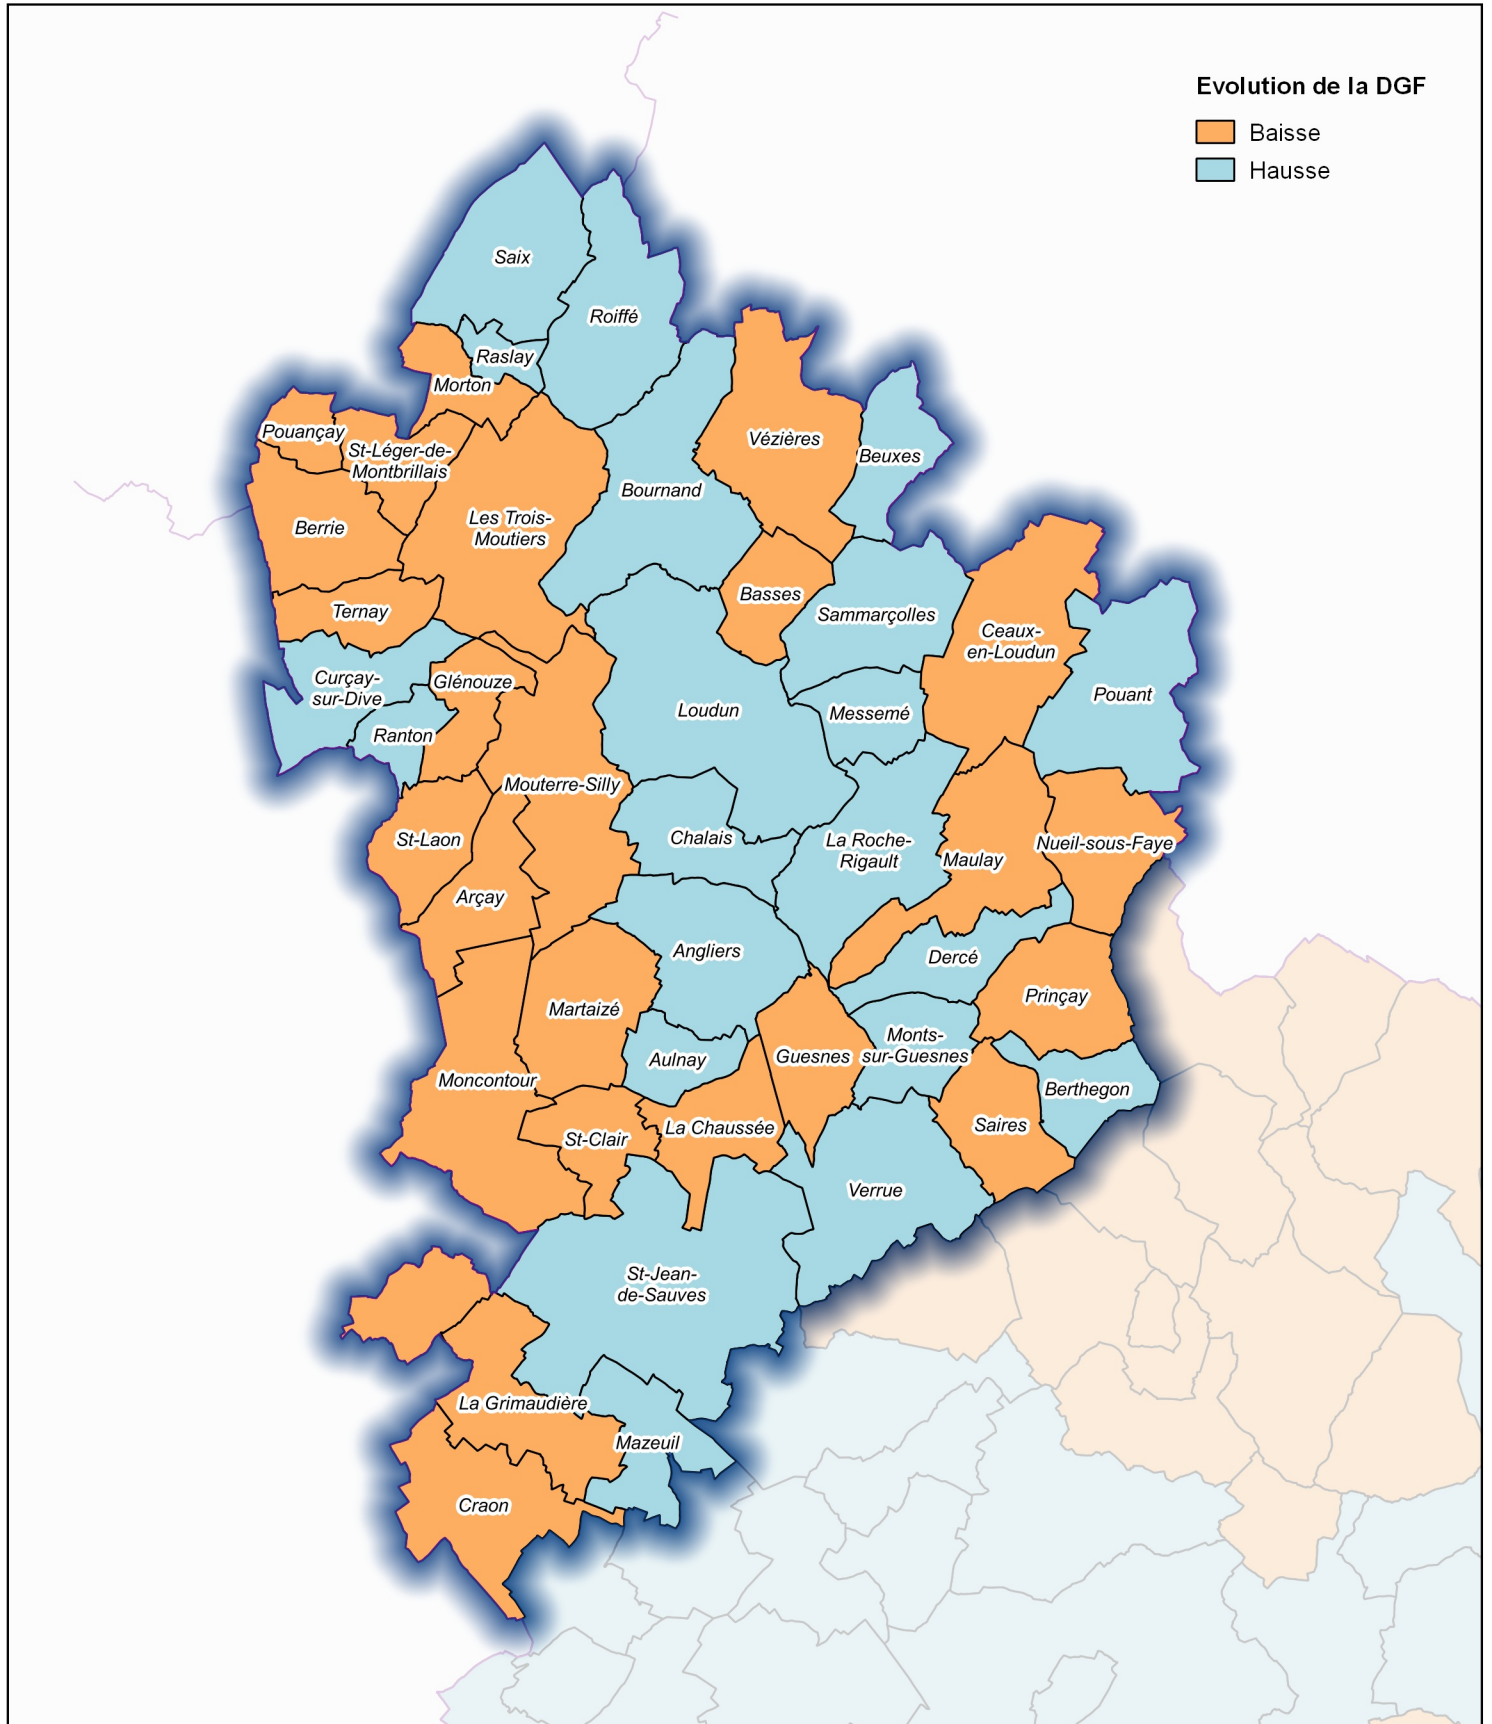 Evolution de la DGF
Baisse
Hausse
Saix
Roiffé
Raslay
Morton
Pouançay
St-Léger-de-
Montbrillais
Vézières
Beuxes
Bournand
Berrie
Les Trois-
Moutiers
Basses
Ternay
Sammarçolles
Ceaux-
en-Loudun
Curçay-
sur-Dive
Glénouze
Pouant
Loudun
Messemé
Ranton
Mouterre-Silly
St-Laon
Chalais
La Roche-
Rigault
Maulay
Nueil-sous-Faye
Arçay
Angliers
Dercé
Prinçay
Martaizé
Monts-
sur-Guesnes
Guesnes
Aulnay
Moncontour
Berthegon
St-Clair
La Chaussée
Saires
Verrue
St-Jean-
de-Sauves
La Grimaudière
Mazeuil
Craon